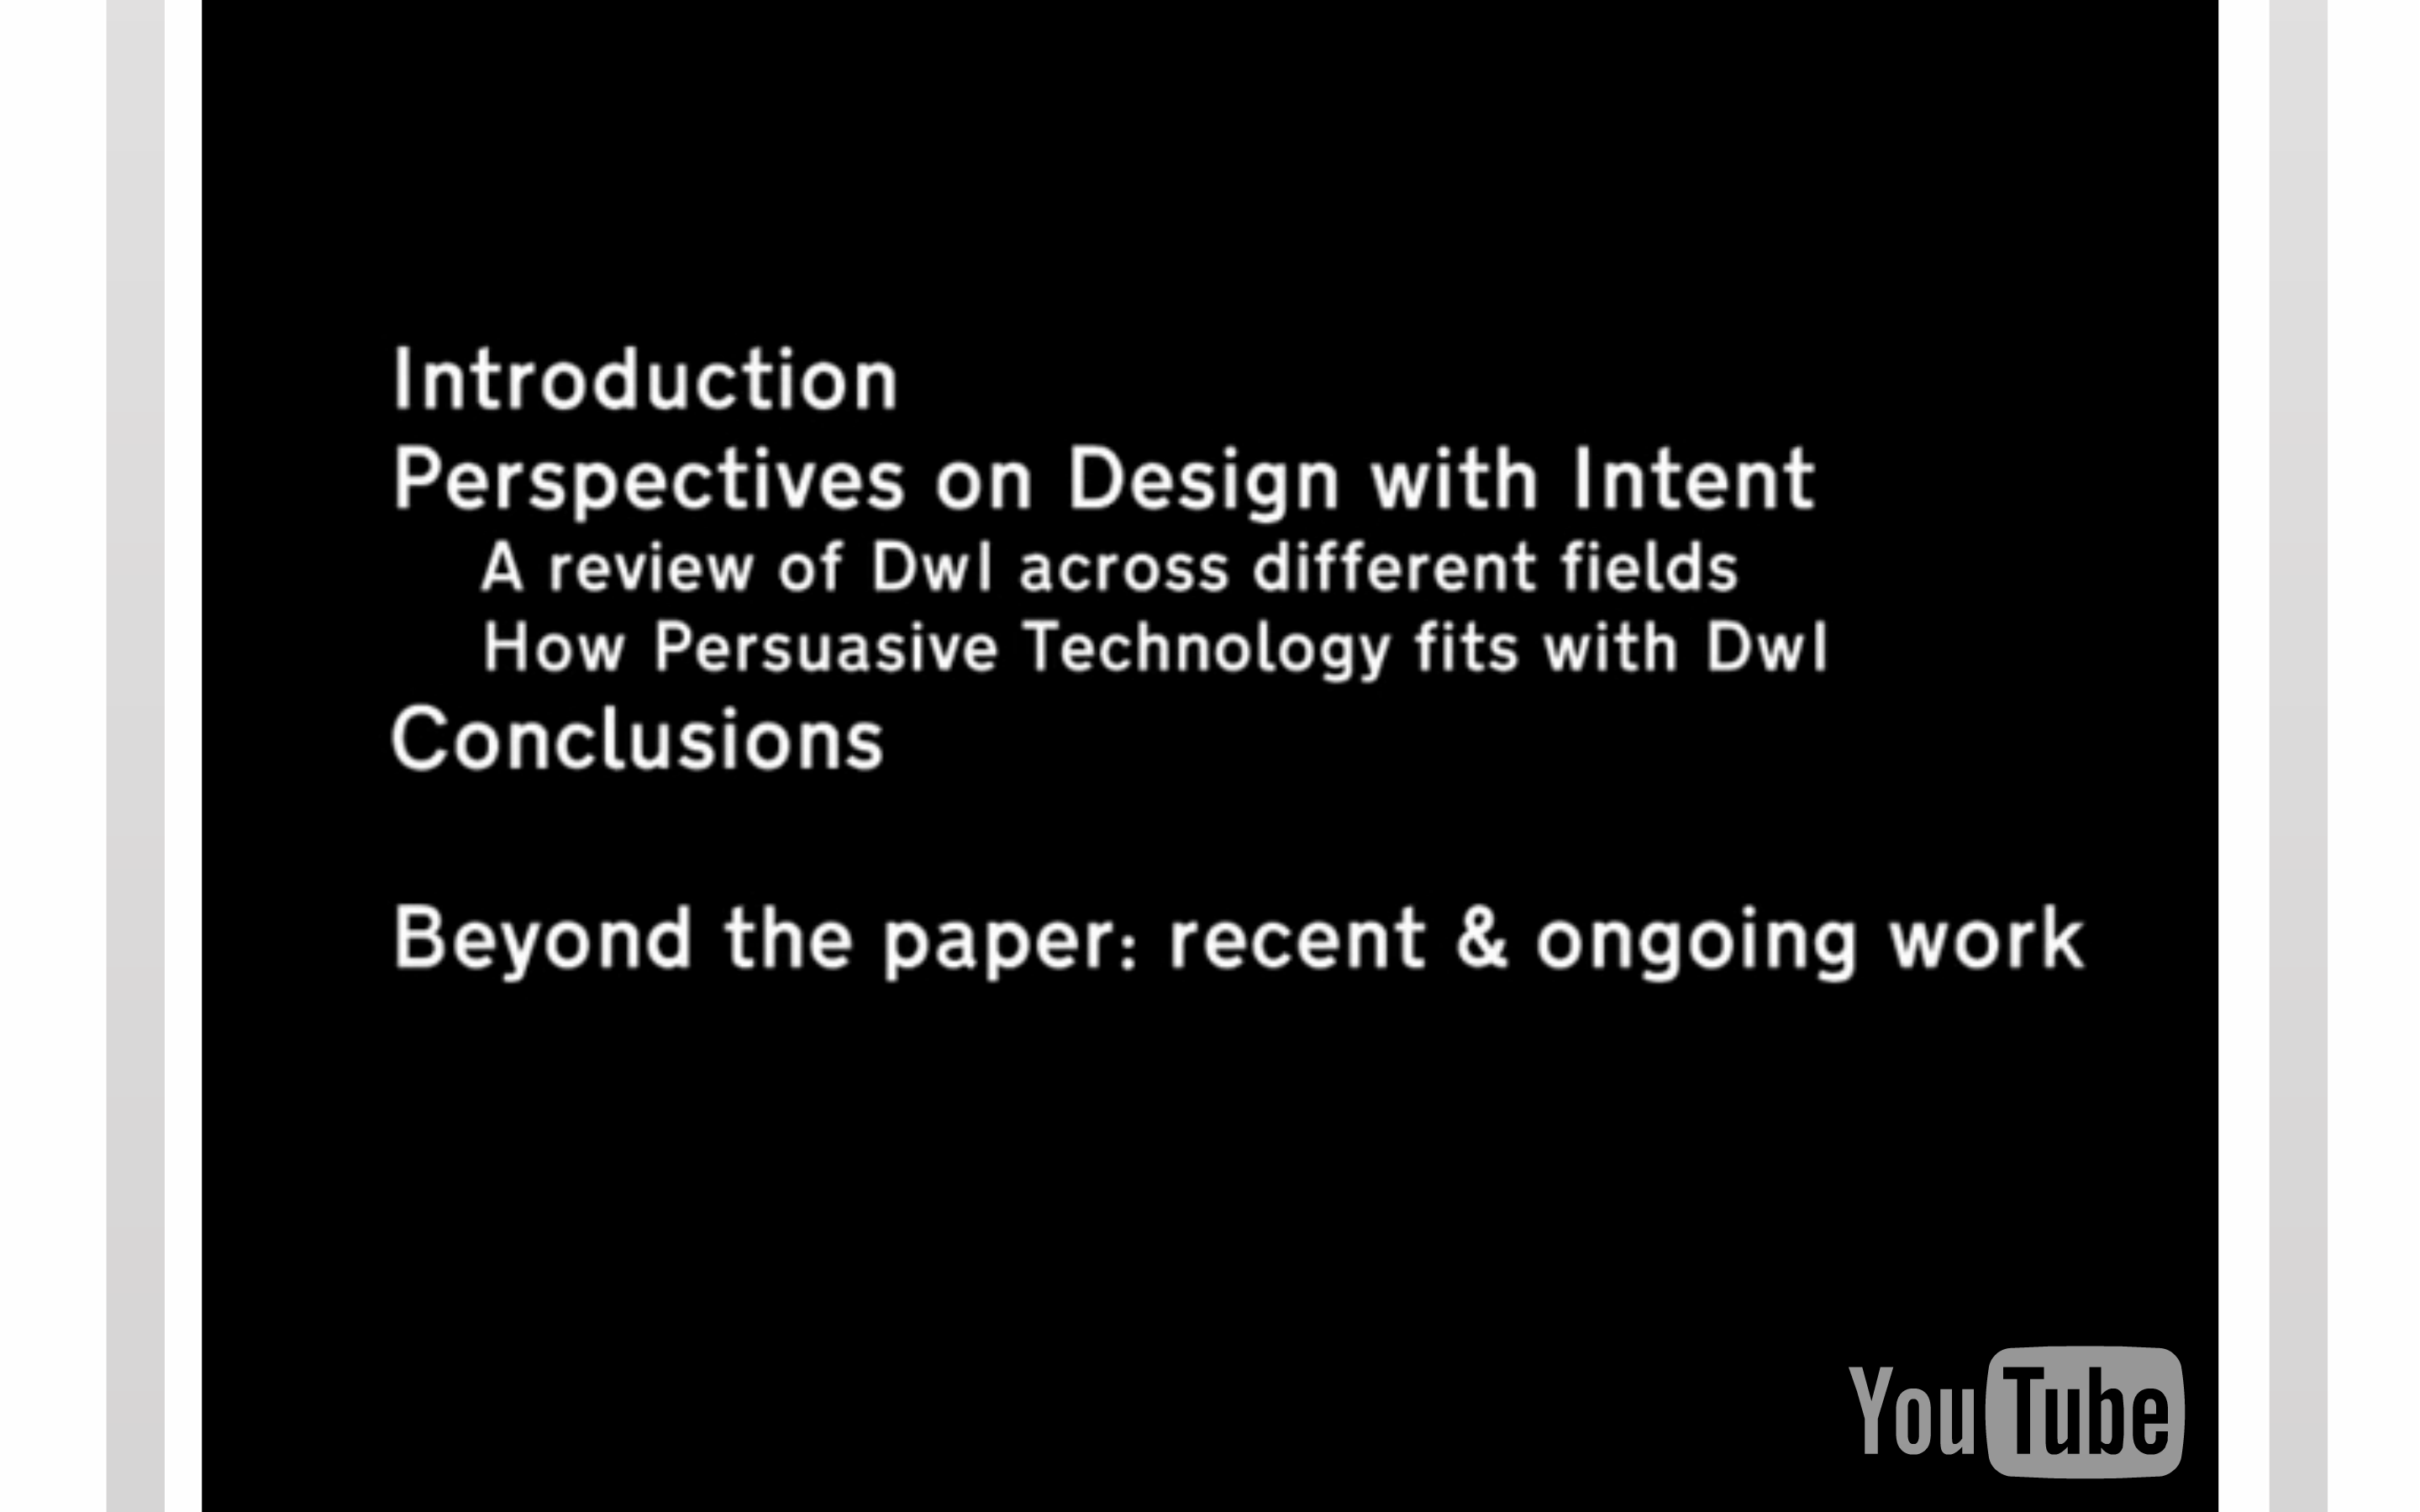 Introduction
Perspectives on Design with Intent
A review of DwI across different fields
How Persuasive Technology fits with DwI
Conclusions
Beyond the paper: recent & ongoing work
YouTube